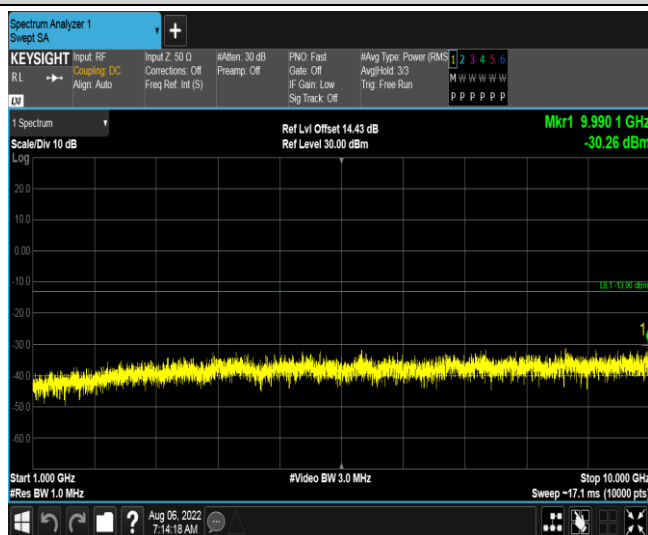 Spectrum Analyzer 1
Swept SA
+
KEYSIGHT
RL
LXI
Input: RF
Coupling: DC
Align: Auto
Input Z: 50 Ω
Corrections: Off
Freq Ref: Int (S)
#Atten: 30 dB
Preamp: Off
PNO: Fast
Gate: Off
IF Gain: Low
Sig Track: Off
#Avg Type: Power (RMS
Avg|Hold: 3/3
Trig: Free Run
1 2 3 4 5 6
M W W W W W
P P P P P P
1 Spectrum
Scale/Div 10 dB
Log
Ref Lvl Offset 14.43 dB
Ref Level 30.00 dBm
Mkr1 9.990 1 GHz
-30.26 dBm
20.0
10.0
0.00
-10.0
DL1 -13.00 dBm
-20.0
1
-30.0
-40.0
-50.0
-60.0
Start 1.000 GHz
#Res BW 1.0 MHz
#Video BW 3.0 MHz
Stop 10.000 GHz
Sweep ~17.1 ms (10000 pts)
?
Aug 06, 2022
7:14:18 AM